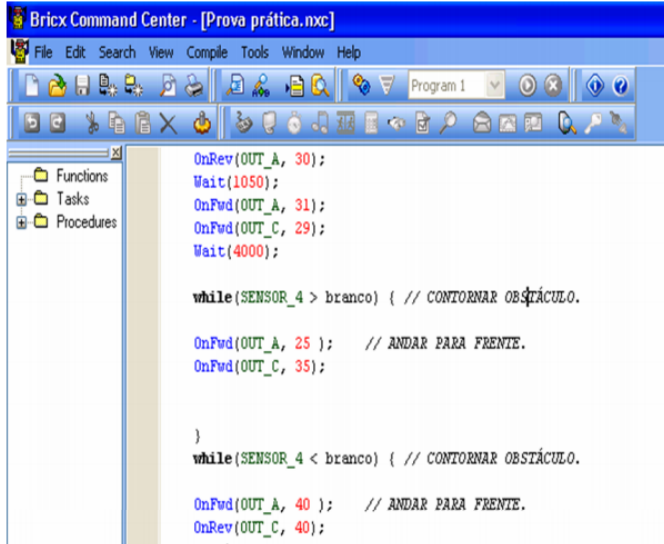 Bricx Command Center - [Prova prática.nxc]
File Edit Search View Compile Tools Window Help
Program 1
Functions
Tasks
Procedures
OnRev(OUT_A, 30);
Wait(1050);
OnFwd(OUT_A, 31);
OnFwd(OUT_C, 29);
Wait(4000);
while(SENSOR_4 > branco) { // CONTORNAR OBSTÁCULO.
OnFwd(OUT_A, 25 ); // ANDAR PARA FRENTE.
OnFwd(OUT_C, 35);
}
while(SENSOR_4 < branco) { // CONTORNAR OBSTÁCULO.
OnFwd(OUT_A, 40 ); // ANDAR PARA FRENTE.
OnRev(OUT_C, 40);